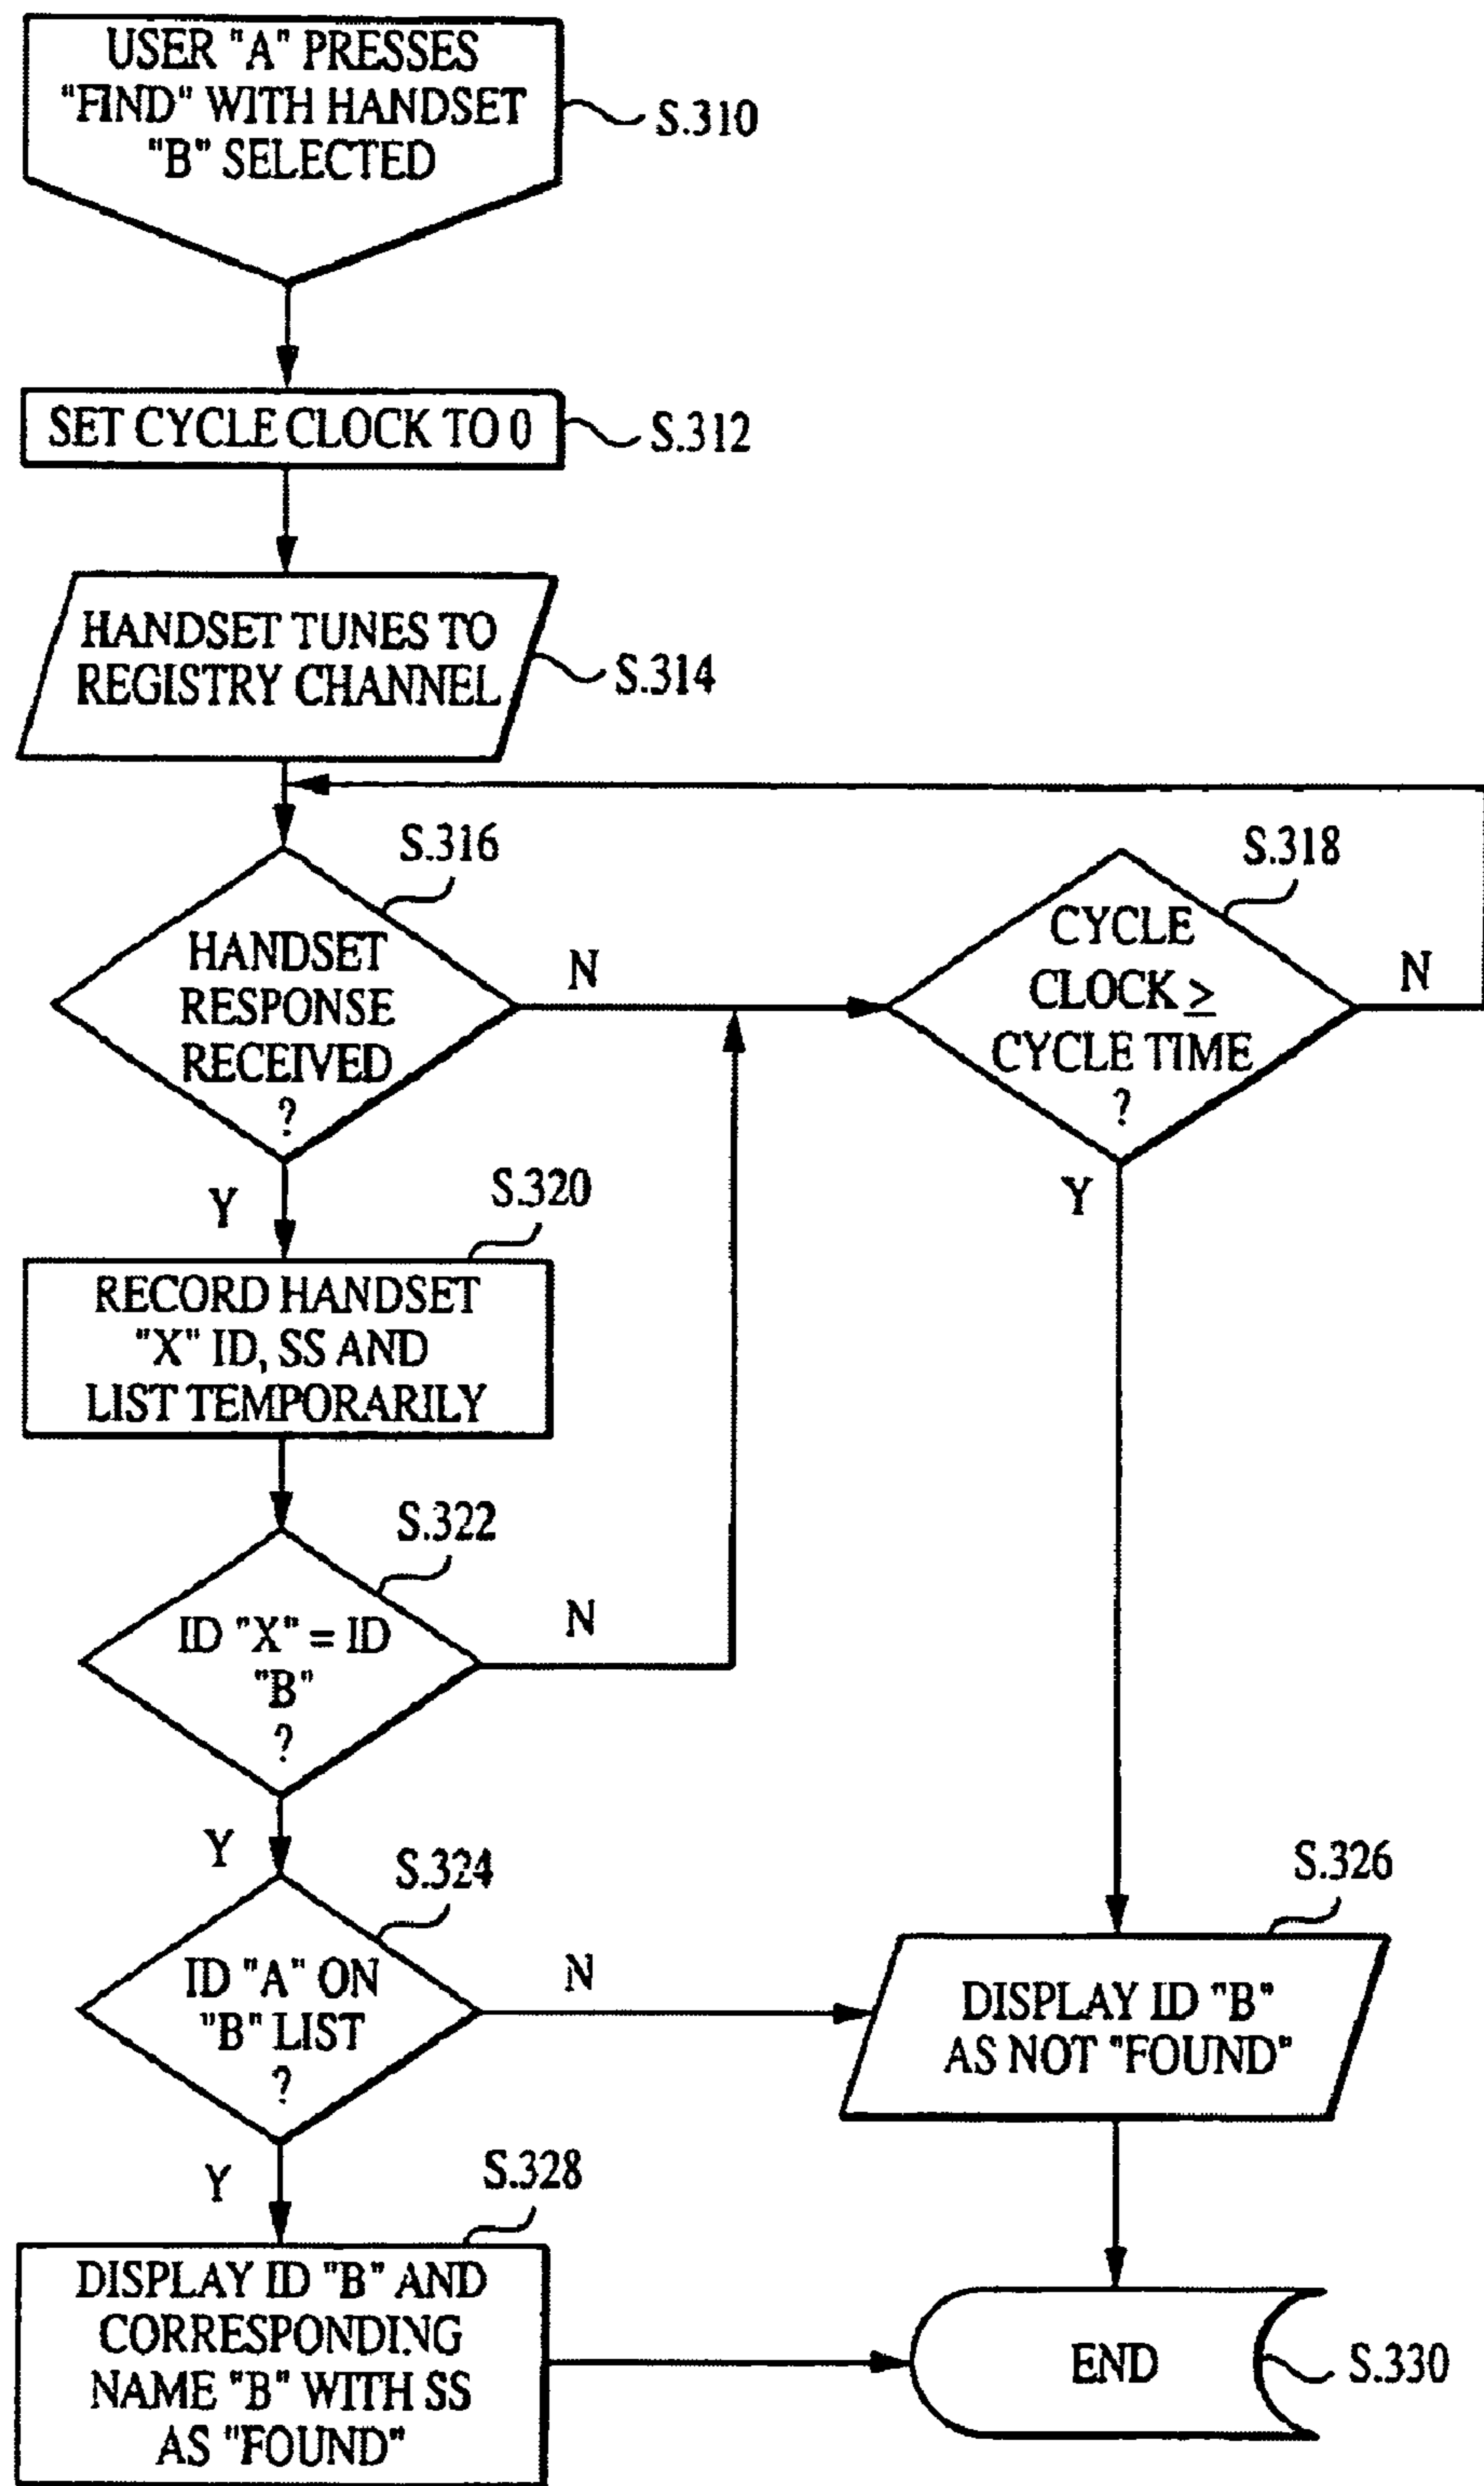 USER "A" PRESSES
"FIND" WITH HANDSET
"B" SELECTED
S.310
SET CYCLE CLOCK TO 0
S.312
HANDSET TUNES TO
REGISTRY CHANNEL
S.314
S.316
HANDSET
RESPONSE
RECEIVED
?
N
Y
S.318
CYCLE
CLOCK ≥
CYCLE TIME
?
N
Y
S.320
RECORD HANDSET
"X" ID, SS AND
LIST TEMPORARILY
S.322
ID "X" = ID
"B"
?
N
Y
S.324
ID "A" ON
"B" LIST
?
N
Y
S.326
DISPLAY ID "B"
AS NOT "FOUND"
S.328
DISPLAY ID "B" AND
CORRESPONDING
NAME "B" WITH SS
AS "FOUND"
END
S.330